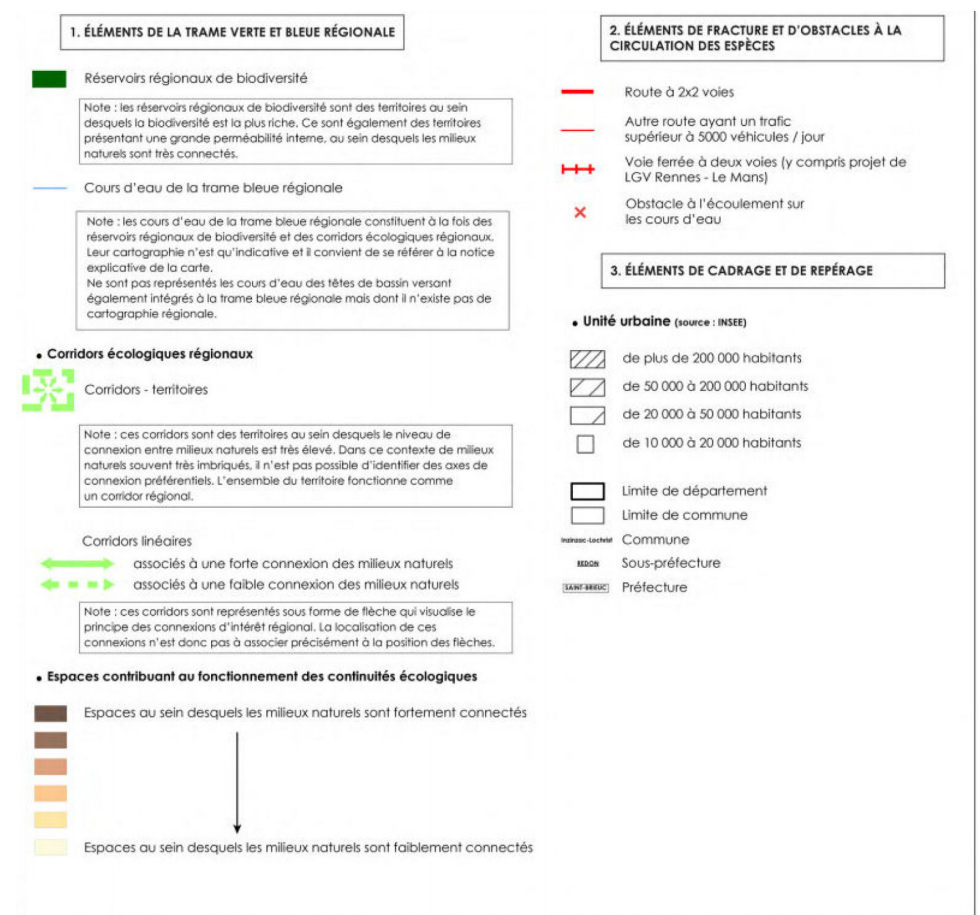 1. ÉLÉMENTS DE LA TRAME VERTE ET BLEUE RÉGIONALE
Réservoirs régionaux de biodiversité
Note : les réservoirs régionaux de biodiversité sont des territoires au sein
desquels la biodiversité est la plus riche. Ce sont également des territoires
présentant une grande perméabilité interne, au sein desquels les milieux
naturels sont très connectés.
Cours d'eau de la trame bleue régionale
Note : les cours d'eau de la trame bleue régionale constituent à la fois des
réservoirs régionaux de biodiversité et des corridors écologiques régionaux.
Leur cartographie n'est qu'indicative et il convient de se référer à la notice
explicative de la carte.
Ne sont pas représentés les cours d'eau des têtes de bassin versant
également intégrés à la trame bleue régionale mais dont il n'existe pas de
cartographie régionale.
• Corridors écologiques régionaux
Corridors - territoires
Note : ces corridors sont des territoires au sein desquels le niveau de
connexion entre milieux naturels est très élevé. Dans ce contexte de milieux
naturels souvent très imbriqués, il n'est pas possible d'identifier des axes de
connexion préférentiels. L'ensemble du territoire fonctionne comme
un corridor régional.
Corridors linéaires
associés à une forte connexion des milieux naturels
associés à une faible connexion des milieux naturels
Note : ces corridors sont représentés sous forme de flèche qui visualise le
principe des connexions d'intérêt régional. La localisation de ces
connexions n'est donc pas à associer précisément à la position des flèches.
• Espaces contribuant au fonctionnement des continuités écologiques
Espaces au sein desquels les milieux naturels sont fortement connectés
Espaces au sein desquels les milieux naturels sont faiblement connectés
2. ÉLÉMENTS DE FRACTURE ET D'OBSTACLES À LA
CIRCULATION DES ESPÈCES
Route à 2x2 voies
Autre route ayant un trafic
supérieur à 5000 véhicules / jour
Voie ferrée à deux voies (y compris projet de
LGV Rennes - Le Mans)
Obstacle à l'écoulement sur
les cours d'eau
3. ÉLÉMENTS DE CADRAGE ET DE REPÉRAGE
• Unité urbaine (source : INSEE)
de plus de 200 000 habitants
de 50 000 à 200 000 habitants
de 20 000 à 50 000 habitants
de 10 000 à 20 000 habitants
Limite de département
Limite de commune
Inzinzac-Lochrist Commune
REDON Sous-préfecture
SAINT-BRIEUC Préfecture